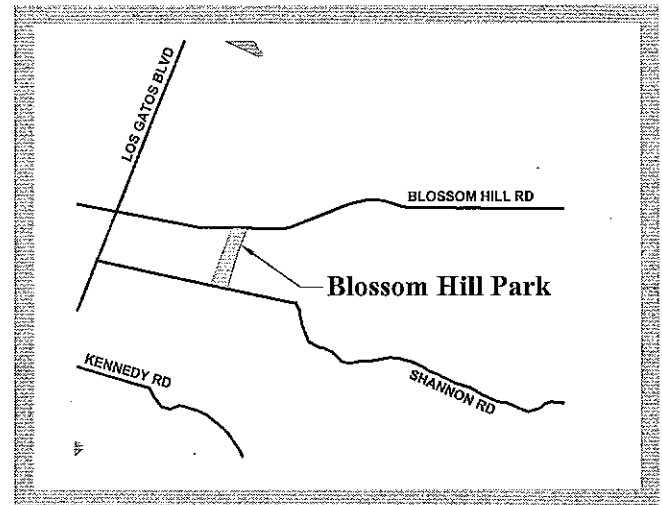 LOS GATOS BLVD
BLOSSOM HILL RD
Blossom Hill Park
KENNEDY RD
SHANNON RD